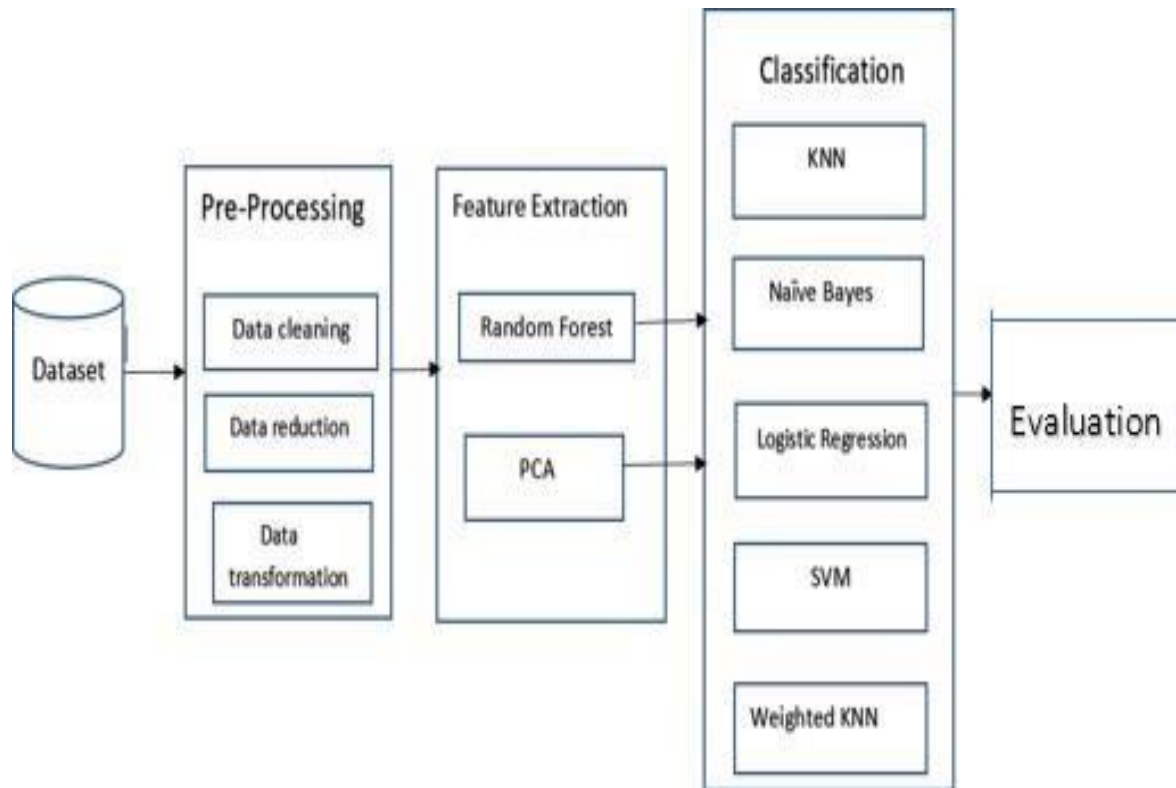 Dataset
Pre-Processing
Data cleaning
Data reduction
Data
transformation
Feature Extraction
Random Forest
PCA
Classification
KNN
Naïve Bayes
Logistic Regression
SVM
Weighted KNN
Evaluation